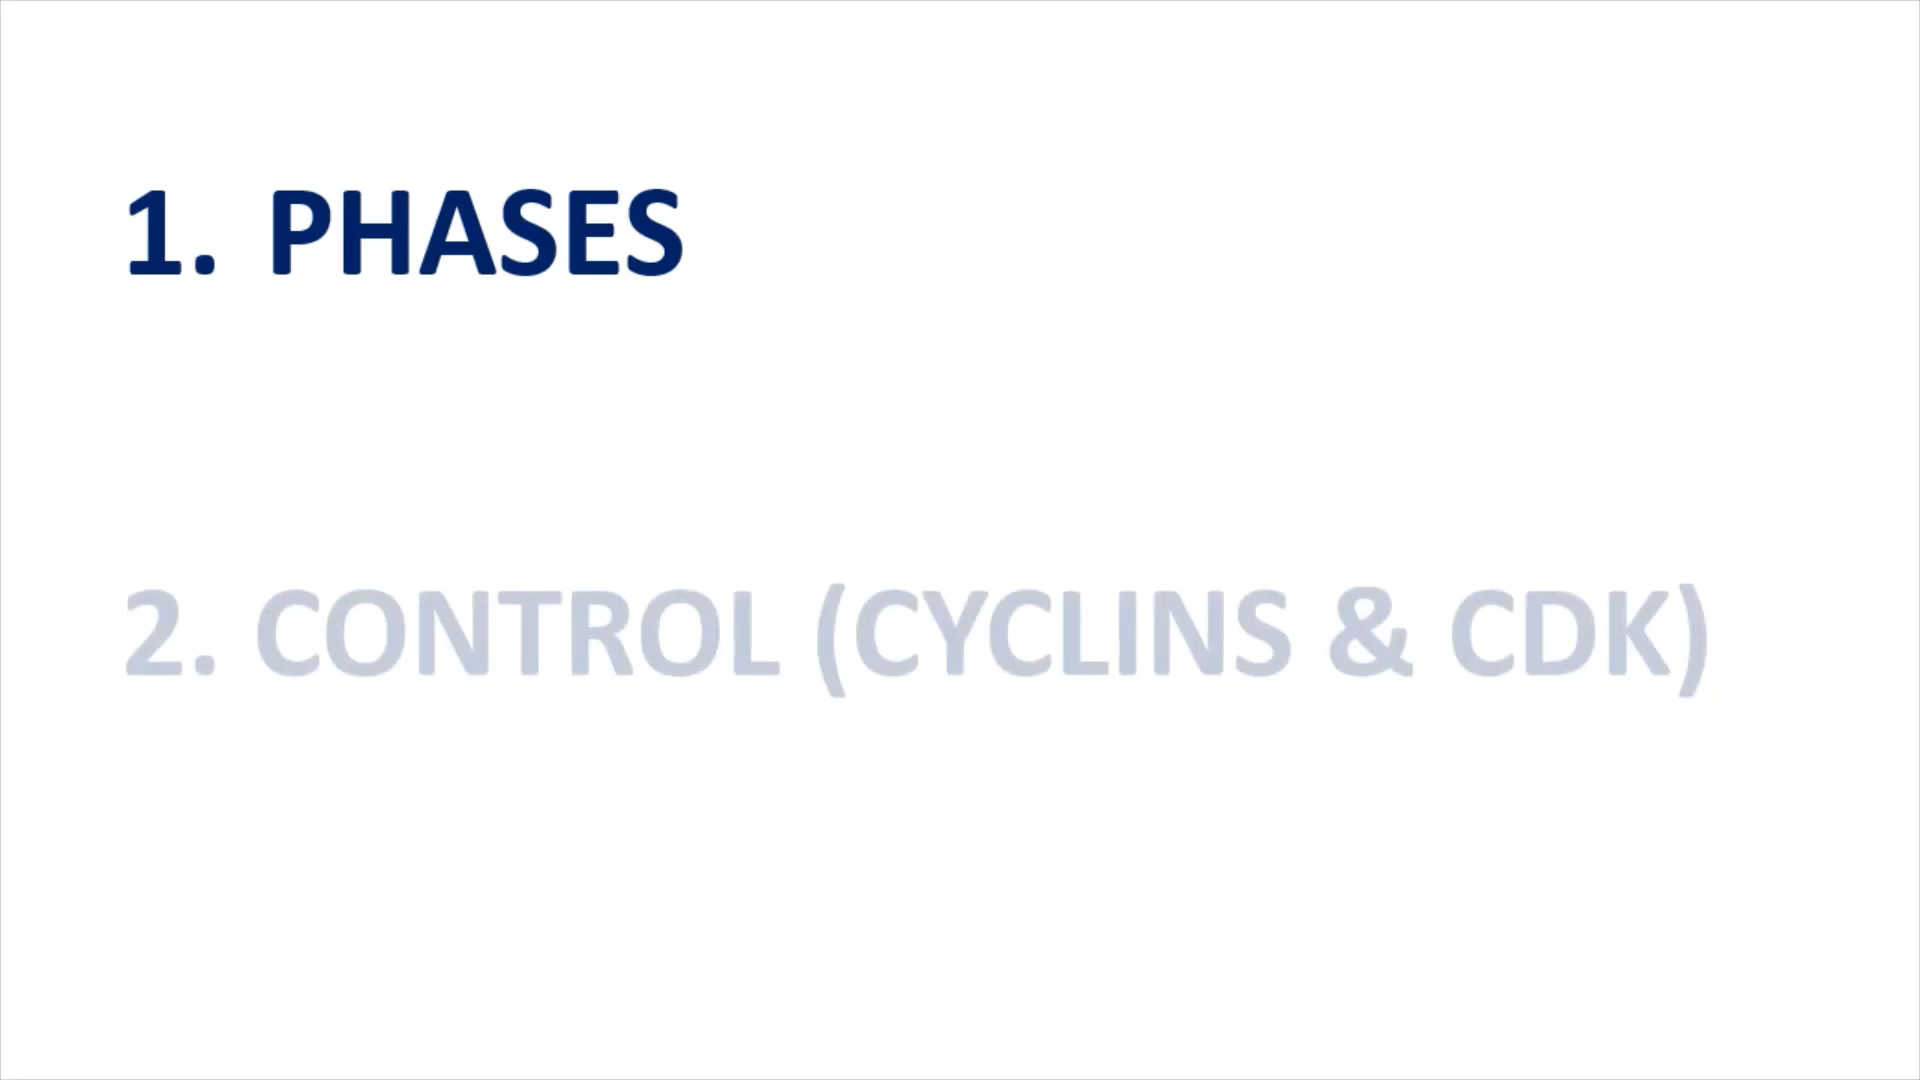 1. PHASES
2. CONTROL (CYCLINS & CDK)